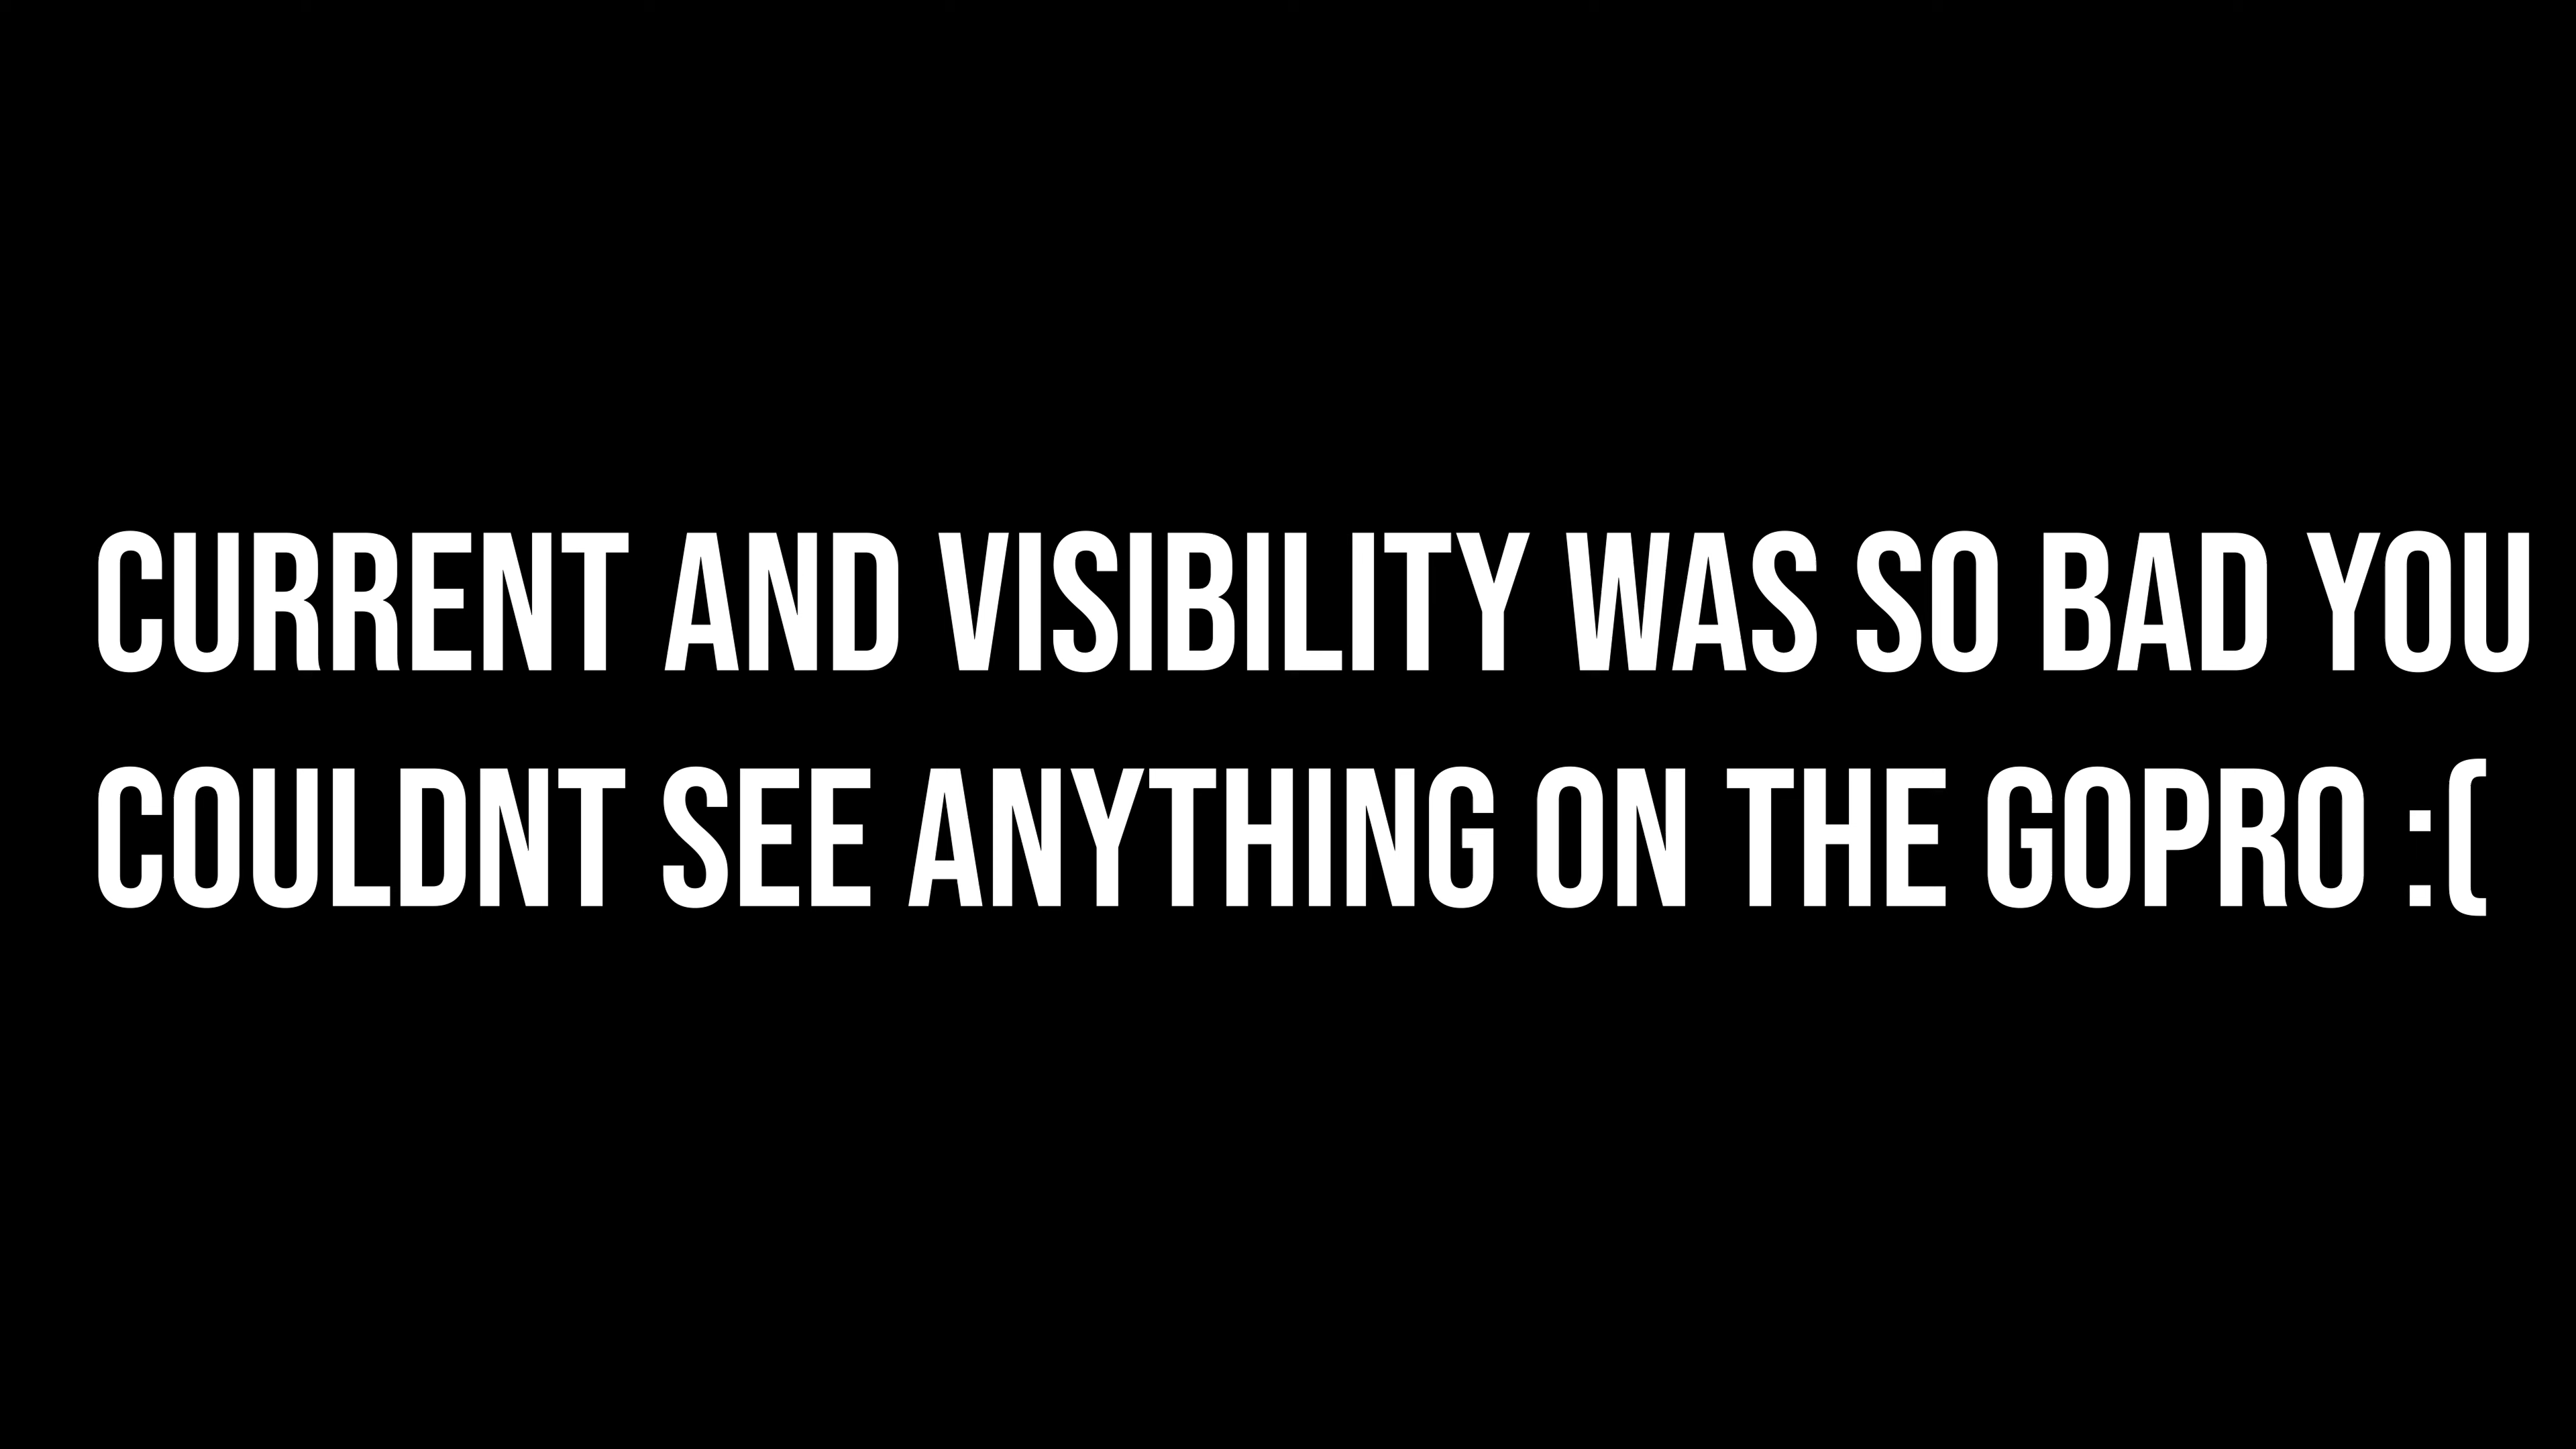 CURRENT AND VISIBILITY WAS SO BAD YOU
COULDNT SEE ANYTHING ON THE GOPRO :(